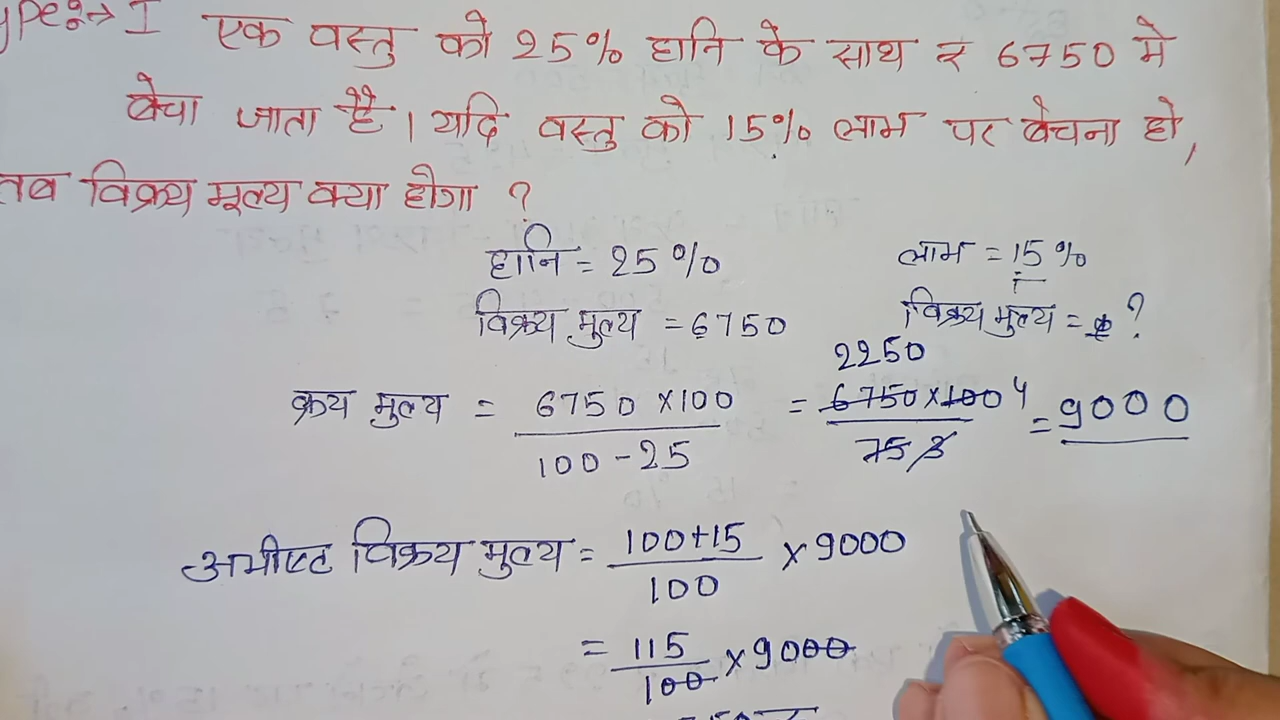 I एक वस्तु को 25% हानि के साथ ₹ 6750 मे
बेचा जाता है। यदि वस्तु को 15% लाभ पर बेचना हो,
तब विक्रय मूल्य क्या होगा ?
हानि = 25%
लाभ = 15%
विक्रय मुल्य = 6750
विक्रय मुल्य = ?
क्रय मुल्य = 6750 × 100 / 100 - 25 = 6750 × 100 / 75 = 9000
2250
4
3
अभीष्ट विक्रय मुल्य = 100+15 / 100 × 9000
= 115 / 100 × 9000